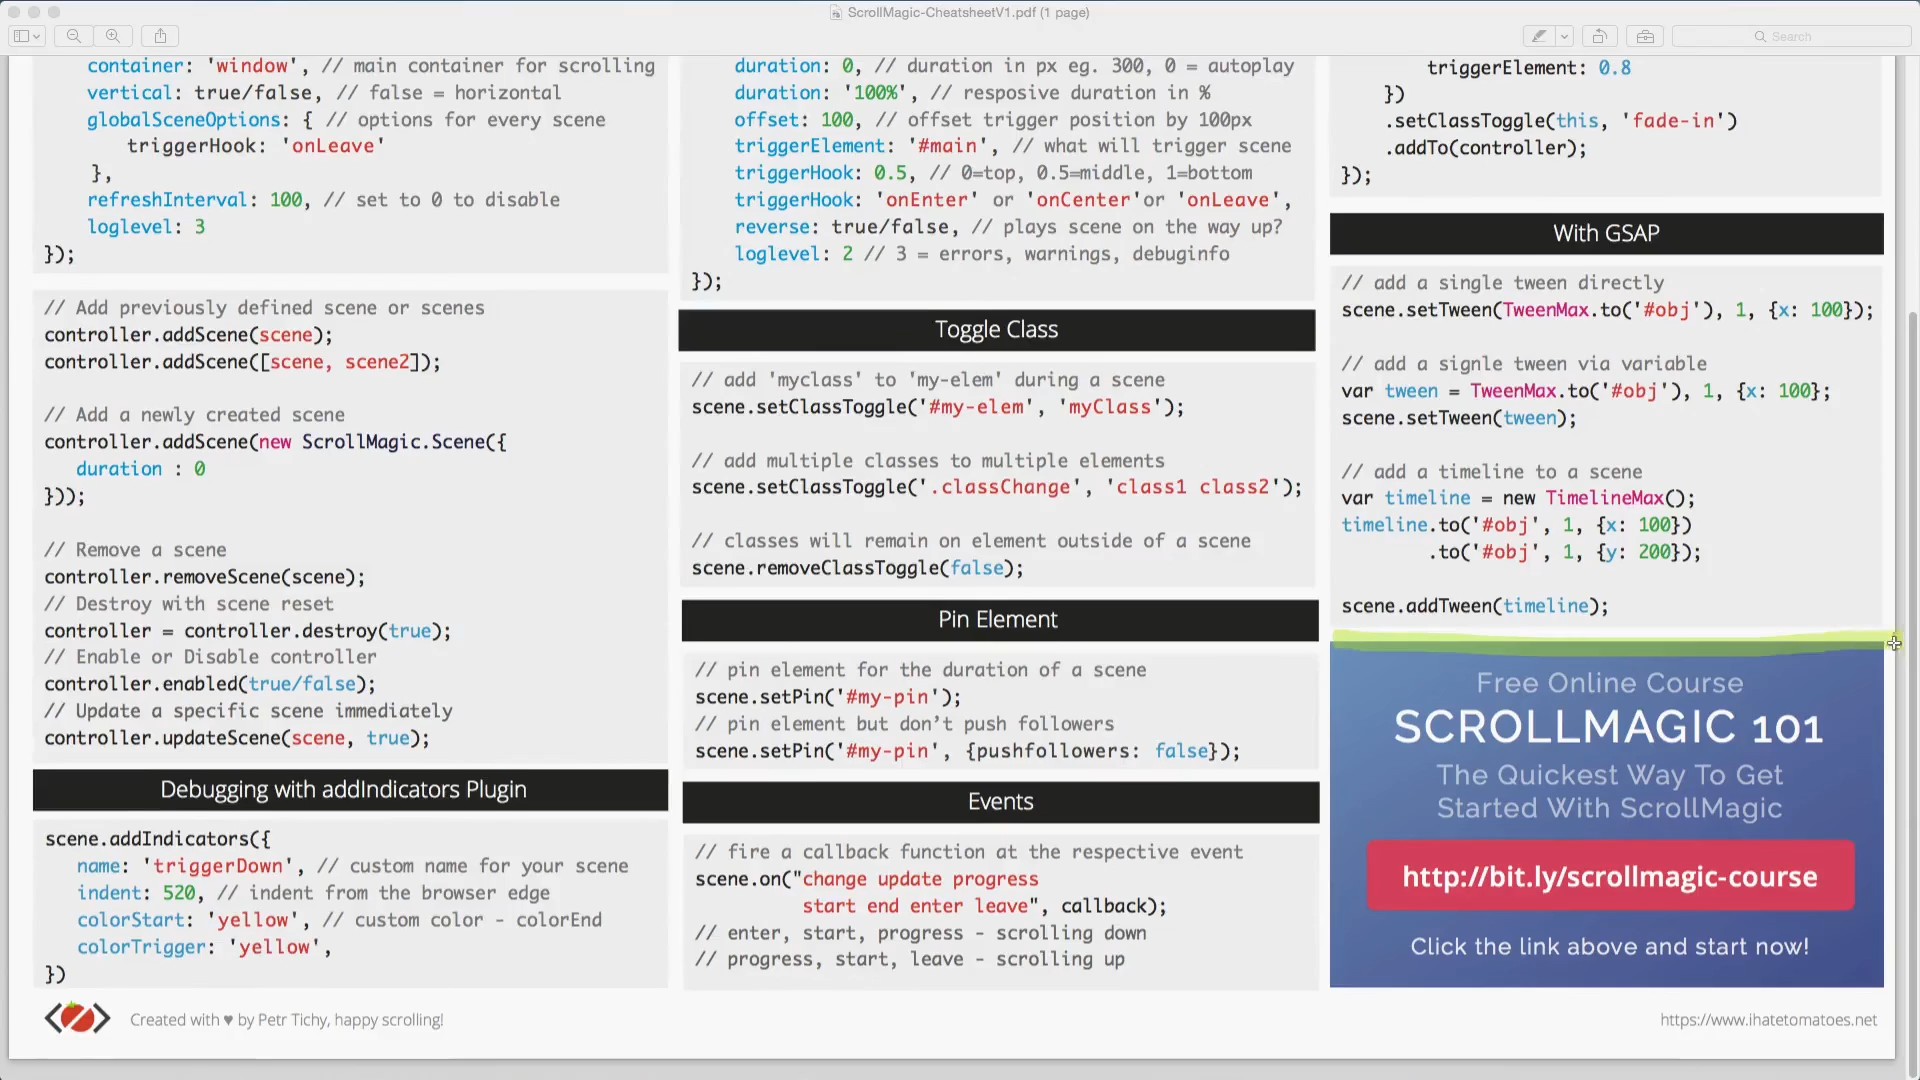 ScrollMagic-CheatsheetV1.pdf (1 page)
Search
container: 'window', // main container for scrolling
vertical: true/false, // false = horizontal
globalSceneOptions: { // options for every scene
triggerHook: 'onLeave'
},
refreshInterval: 100, // set to 0 to disable
loglevel: 3
});
// Add previously defined scene or scenes
controller.addScene(scene);
controller.addScene([scene, scene2]);
// Add a newly created scene
controller.addScene(new ScrollMagic.Scene({
duration : 0
}));
// Remove a scene
controller.removeScene(scene);
// Destroy with scene reset
controller = controller.destroy(true);
// Enable or Disable controller
controller.enabled(true/false);
// Update a specific scene immediately
controller.updateScene(scene, true);
Debugging with addIndicators Plugin
scene.addIndicators({
name: 'triggerDown', // custom name for your scene
indent: 520, // indent from the browser edge
colorStart: 'yellow', // custom color - colorEnd
colorTrigger: 'yellow',
})
duration: 0, // duration in px eg. 300, 0 = autoplay
duration: '100%', // resposive duration in %
offset: 100, // offset trigger position by 100px
triggerElement: '#main', // what will trigger scene
triggerHook: 0.5, // 0=top, 0.5=middle, 1=bottom
triggerHook: 'onEnter' or 'onCenter'or 'onLeave',
reverse: true/false, // plays scene on the way up?
loglevel: 2 // 3 = errors, warnings, debuginfo
});
Toggle Class
// add 'myclass' to 'my-elem' during a scene
scene.setClassToggle('#my-elem', 'myClass');
// add multiple classes to multiple elements
scene.setClassToggle('.classChange', 'class1 class2');
// classes will remain on element outside of a scene
scene.removeClassToggle(false);
Pin Element
// pin element for the duration of a scene
scene.setPin('#my-pin');
// pin element but don’t push followers
scene.setPin('#my-pin', {pushfollowers: false});
Events
// fire a callback function at the respective event
scene.on("change update progress
start end enter leave", callback);
// enter, start, progress - scrolling down
// progress, start, leave - scrolling up
triggerElement: 0.8
})
.setClassToggle(this, 'fade-in')
.addTo(controller);
});
With GSAP
// add a single tween directly
scene.setTween(TweenMax.to('#obj'), 1, {x: 100});
// add a signle tween via variable
var tween = TweenMax.to('#obj'), 1, {x: 100};
scene.setTween(tween);
// add a timeline to a scene
var timeline = new TimelineMax();
timeline.to('#obj', 1, {x: 100})
.to('#obj', 1, {y: 200});
scene.addTween(timeline);
Free Online Course
SCROLLMAGIC 101
The Quickest Way To Get
Started With ScrollMagic
http://bit.ly/scrollmagic-course
Click the link above and start now!
Created with ♥ by Petr Tichy, happy scrolling!
https://www.ihatetomatoes.net